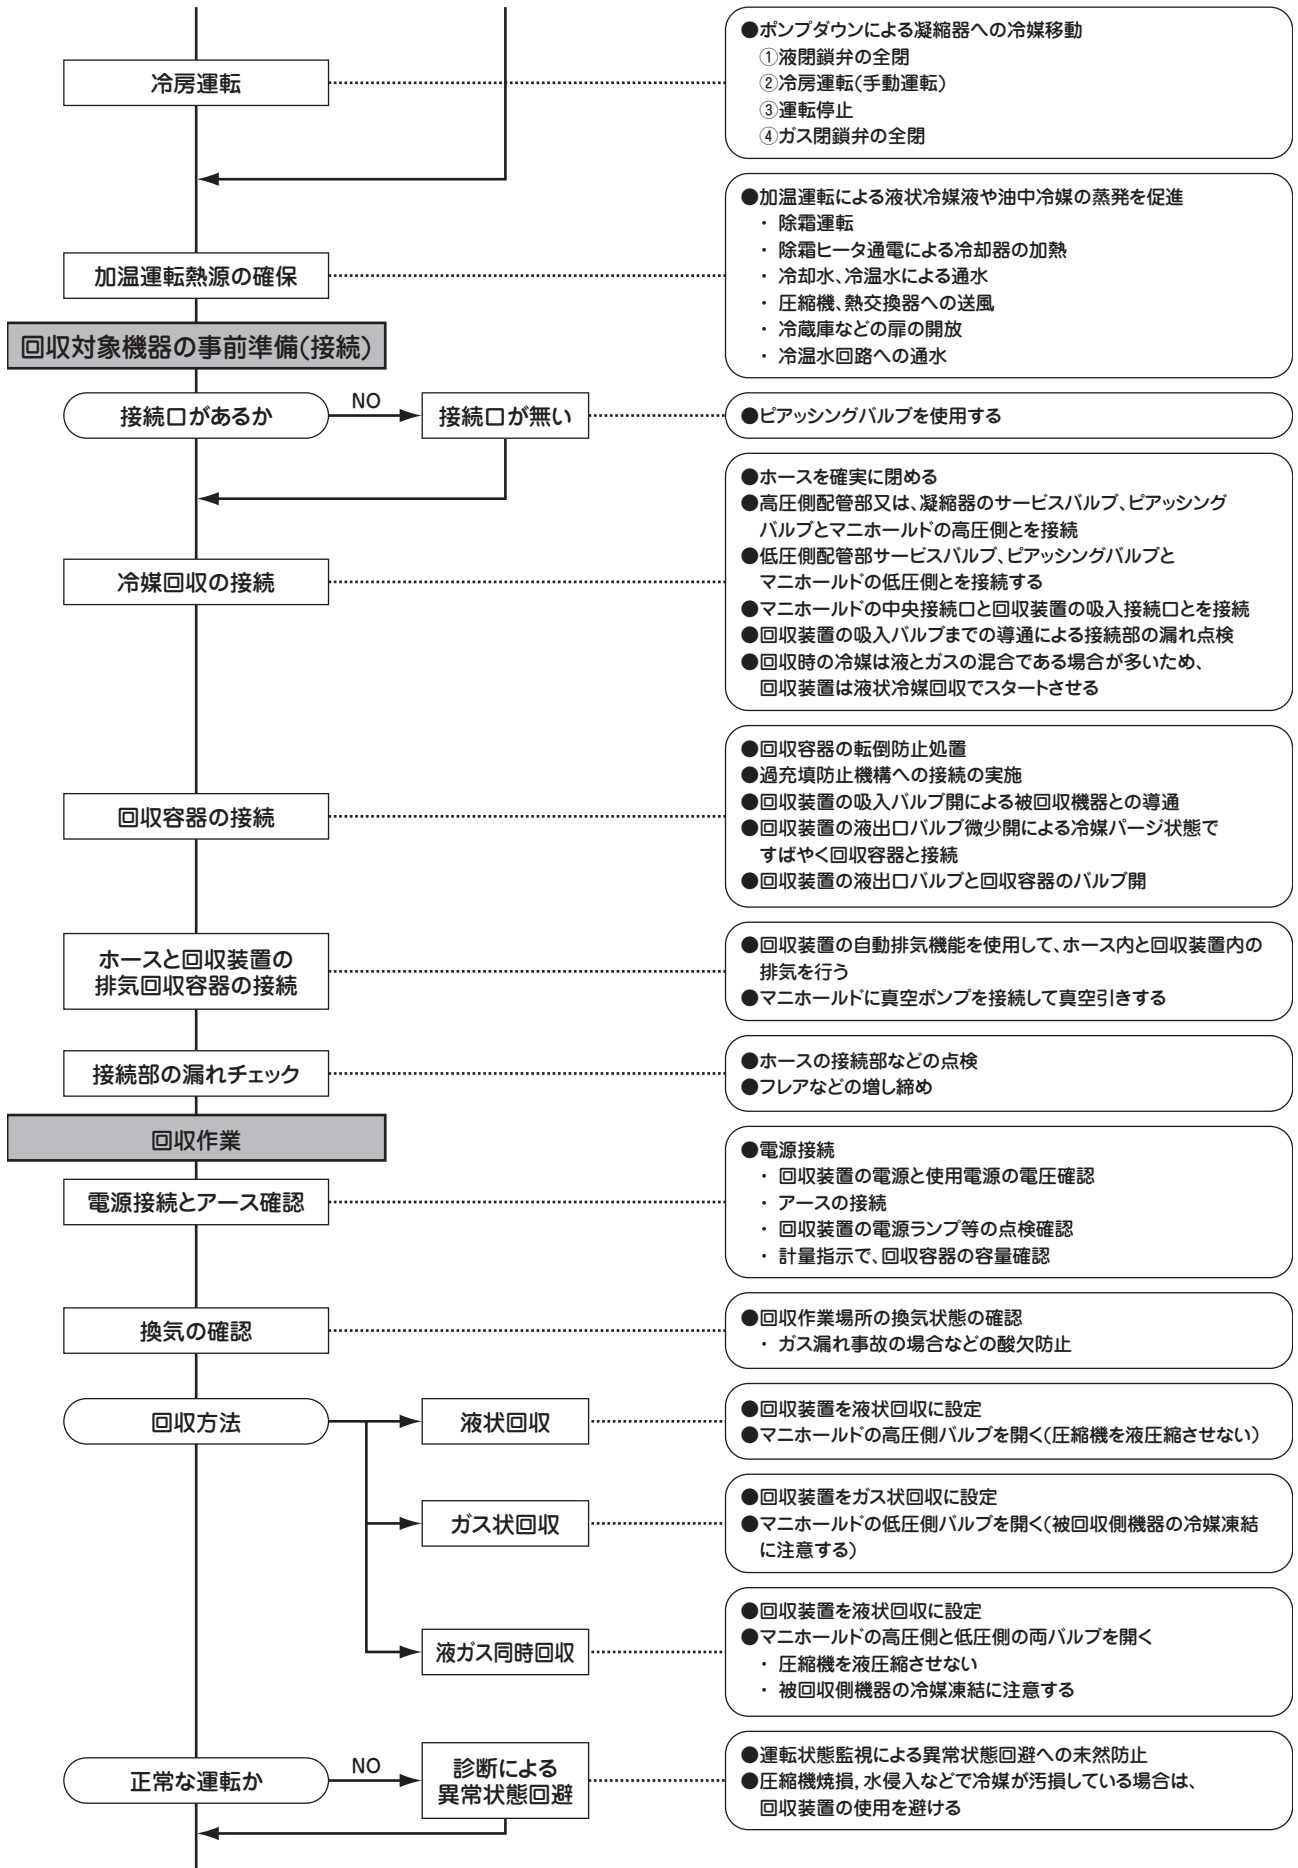 冷房運転
●ポンプダウンによる凝縮器への冷媒移動
①液閉鎖弁の全閉
②冷房運転(手動運転)
③運転停止
④ガス閉鎖弁の全閉
加温運転熱源の確保
●加温運転による液状冷媒液や油中冷媒の蒸発を促進
・ 除霜運転
・ 除霜ヒータ通電による冷却器の加熱
・ 冷却水、冷温水による通水
・ 圧縮機、熱交換器への送風
・ 冷蔵庫などの扉の開放
・ 冷温水回路への通水
回収対象機器の事前準備(接続)
接続口があるか
NO
接続口が無い
●ピアッシングバルブを使用する
冷媒回収の接続
●ホースを確実に閉める
●高圧側配管部又は、凝縮器のサービスバルブ、ピアッシング
バルブとマニホールドの高圧側とを接続
●低圧側配管部サービスバルブ、ピアッシングバルブと
マニホールドの低圧側とを接続する
●マニホールドの中央接続口と回収装置の吸入接続口とを接続
●回収装置の吸入バルブまでの導通による接続部の漏れ点検
●回収時の冷媒は液とガスの混合である場合が多いため、
回収装置は液状冷媒回収でスタートさせる
回収容器の接続
●回収容器の転倒防止処置
●過充填防止機構への接続の実施
●回収装置の吸入バルブ開による被回収機器との導通
●回収装置の液出口バルブ微少開による冷媒パージ状態で
すばやく回収容器と接続
●回収装置の液出口バルブと回収容器のバルブ開
ホースと回収装置の
排気回収容器の接続
●回収装置の自動排気機能を使用して、ホース内と回収装置内の
排気を行う
●マニホールドに真空ポンプを接続して真空引きする
接続部の漏れチェック
●ホースの接続部などの点検
●フレアなどの増し締め
回収作業
電源接続とアース確認
●電源接続
・ 回収装置の電源と使用電源の電圧確認
・ アースの接続
・ 回収装置の電源ランプ等の点検確認
・ 計量指示で、回収容器の容量確認
換気の確認
●回収作業場所の換気状態の確認
・ ガス漏れ事故の場合などの酸欠防止
回収方法
液状回収
●回収装置を液状回収に設定
●マニホールドの高圧側バルブを開く(圧縮機を液圧縮させない)
ガス状回収
●回収装置をガス状回収に設定
●マニホールドの低圧側バルブを開く(被回収側機器の冷媒凍結
に注意する)
液ガス同時回収
●回収装置を液状回収に設定
●マニホールドの高圧側と低圧側の両バルブを開く
・ 圧縮機を液圧縮させない
・ 被回収側機器の冷媒凍結に注意する
正常な運転か
NO
診断による
異常状態回避
●運転状態監視による異常状態回避への未然防止
●圧縮機焼損,水侵入などで冷媒が汚損している場合は、
回収装置の使用を避ける